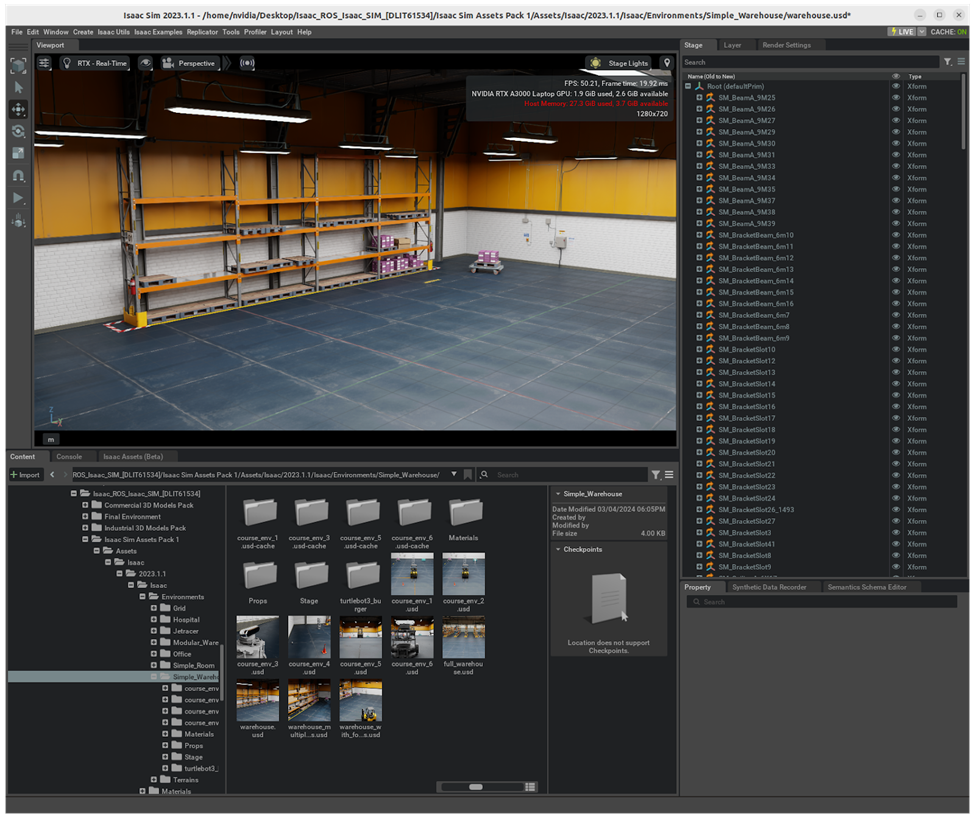 Isaac Sim 2023.1.1 - /home/nvidia/Desktop/Isaac_ROS_Isaac_SIM_[DLIT61534]/Isaac Sim Assets Pack 1/Assets/Isaac/2023.1.1/Isaac/Environments/Simple_Warehouse/warehouse.usd*
File Edit Window Create Isaac Utils Isaac Examples Replicator Tools Profiler Layout Help
LIVE CACHE: ON
Viewport
RTX - Real-Time
Perspective
Stage Lights
FPS: 50.21, Frame time: 19.92 ms
NVIDIA RTX A3000 Laptop GPU: 1.9 GiB used, 2.6 GiB available
Host Memory: 27.3 GiB used, 3.7 GiB available
1280x720
Z
Y
m
Stage Layer Render Settings
Search
Name (Old to New) Type
Root (defaultPrim) Xform
SM_BeamA_9M25 Xform
SM_BeamA_9M26 Xform
SM_BeamA_9M27 Xform
SM_BeamA_9M29 Xform
SM_BeamA_9M30 Xform
SM_BeamA_9M31 Xform
SM_BeamA_9M33 Xform
SM_BeamA_9M34 Xform
SM_BeamA_9M35 Xform
SM_BeamA_9M37 Xform
SM_BeamA_9M38 Xform
SM_BeamA_9M39 Xform
SM_BracketBeam_6m10 Xform
SM_BracketBeam_6m11 Xform
SM_BracketBeam_6m12 Xform
SM_BracketBeam_6m13 Xform
SM_BracketBeam_6m14 Xform
SM_BracketBeam_6m15 Xform
SM_BracketBeam_6m16 Xform
SM_BracketBeam_6m7 Xform
SM_BracketBeam_6m8 Xform
SM_BracketBeam_6m9 Xform
SM_BracketSlot10 Xform
SM_BracketSlot12 Xform
SM_BracketSlot13 Xform
SM_BracketSlot14 Xform
SM_BracketSlot15 Xform
SM_BracketSlot16 Xform
SM_BracketSlot17 Xform
SM_BracketSlot18 Xform
SM_BracketSlot19 Xform
SM_BracketSlot20 Xform
SM_BracketSlot21 Xform
SM_BracketSlot22 Xform
SM_BracketSlot23 Xform
SM_BracketSlot24 Xform
SM_BracketSlot26_1493 Xform
SM_BracketSlot27 Xform
SM_BracketSlot3 Xform
SM_BracketSlot41 Xform
SM_BracketSlot8 Xform
SM_BracketSlot9 Xform
Content Console Isaac Assets (Beta)
Import
ROS_Isaac_SIM_[DLIT61534]/Isaac Sim Assets Pack 1/Assets/Isaac/2023.1.1/Isaac/Environments/Simple_Warehouse/
Search
Isaac_ROS_Isaac_SIM_[DLIT61534]
Commercial 3D Models Pack
Final Environment
Industrial 3D Models Pack
Isaac Sim Assets Pack 1
Assets
Isaac
2023.1.1
Isaac
Environments
Grid
Hospital
Jetracer
Modular_Ware
Office
Simple_Room
Simple_Wareh
course_env
course_env
course_env
course_env
Materials
Props
Stage
turtlebot3_
Terrains
Materials
course_env_1 course_env_3 course_env_5 course_env_6 Materials
.usd-cache .usd-cache .usd-cache .usd-cache
Props Stage turtlebot3_bu course_env_1 course_env_2
rger .usd .usd
course_env_3 course_env_4 course_env_5 course_env_6 full_warehou
.usd .usd .usd .usd se.usd
warehouse. warehouse_m warehouse_w
usd ultipl...s.usd ith_fo...s.usd
Simple_Warehouse
Date Modified 03/04/2024 06:05PM
Created by
Modified by
File size 4.00 KB
Checkpoints
Location does not support
Checkpoints.
Property Synthetic Data Recorder Semantics Schema Editor
Search